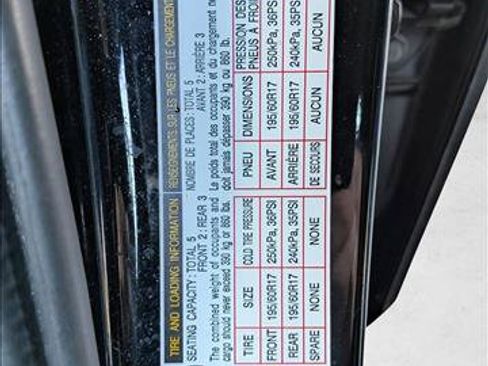 TIRE AND LOADING INFORMATION
SEATING CAPACITY : TOTAL 5
FRONT 2 : REAR 3
The combined weight of occupants and
cargo should never exceed 390 kg or 860 lbs.
TIRE SIZE COLD TIRE PRESSURE
FRONT 195/60R17 250kPa, 36PSI
REAR 195/60R17 240kPa, 35PSI
SPARE NONE NONE
RENSEIGNEMENTS SUR LES PNEUS ET LE CHARGEMENT
NOMBRE DE PLACES : TOTAL 5
AVANT 2 : ARRIÈRE 3
Le poids total des occupants et du chargement
doit jamais dépasser 390 kg ou 860 lb.
PNEU DIMENSIONS PRESSION DES PNEUS À FROI
AVANT 195/60R17 250kPa, 36PS
ARRIÈRE 195/60R17 240kPa, 35PS
DE SECOURS AUCUN AUCUN